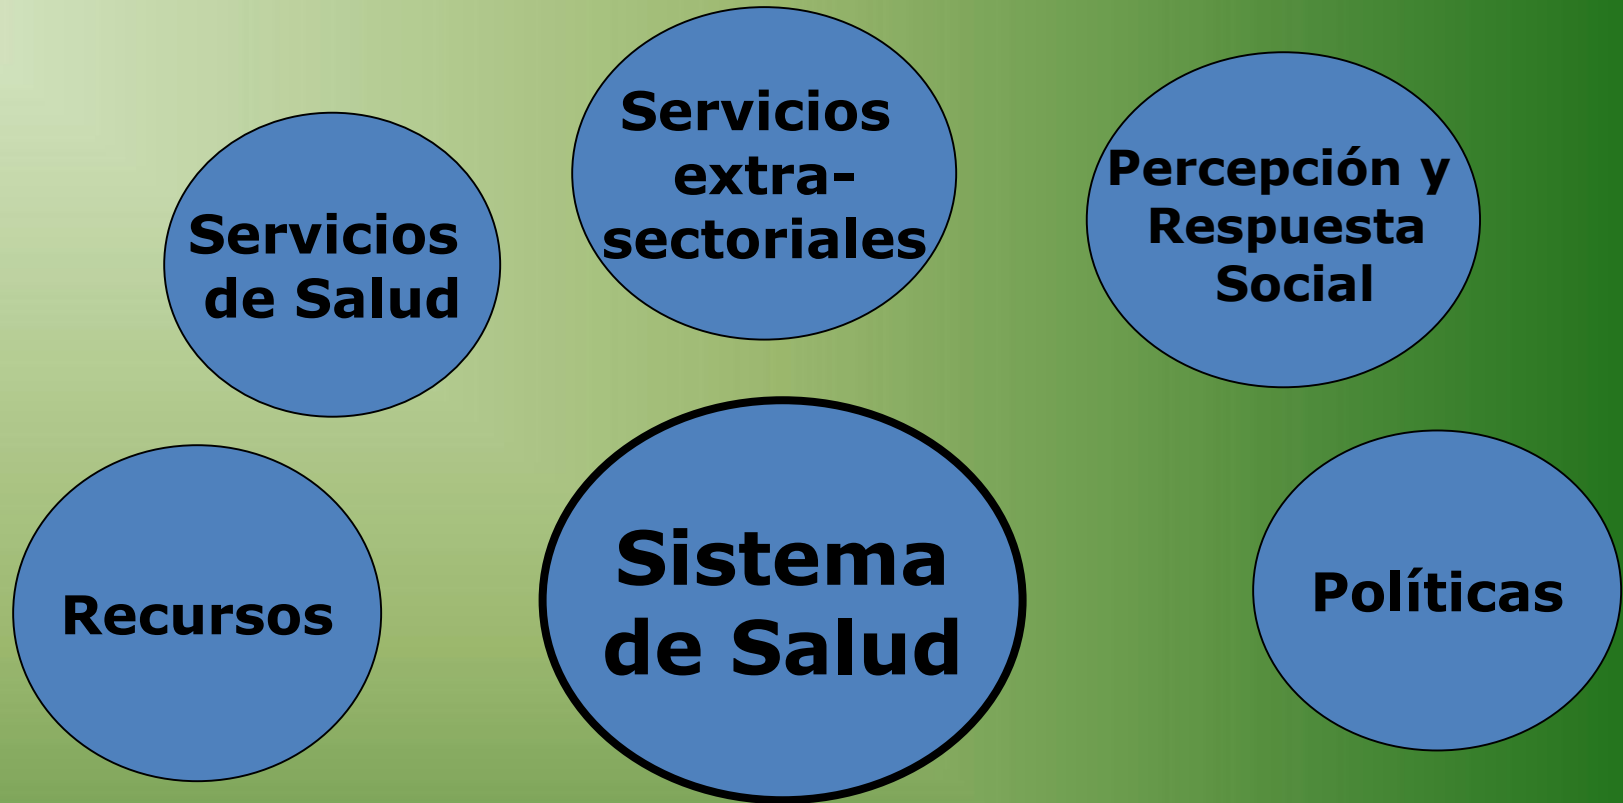 Servicios
extra-
sectoriales
Percepción y
Respuesta
Social
Servicios
de Salud
Sistema
de Salud
Recursos
Políticas